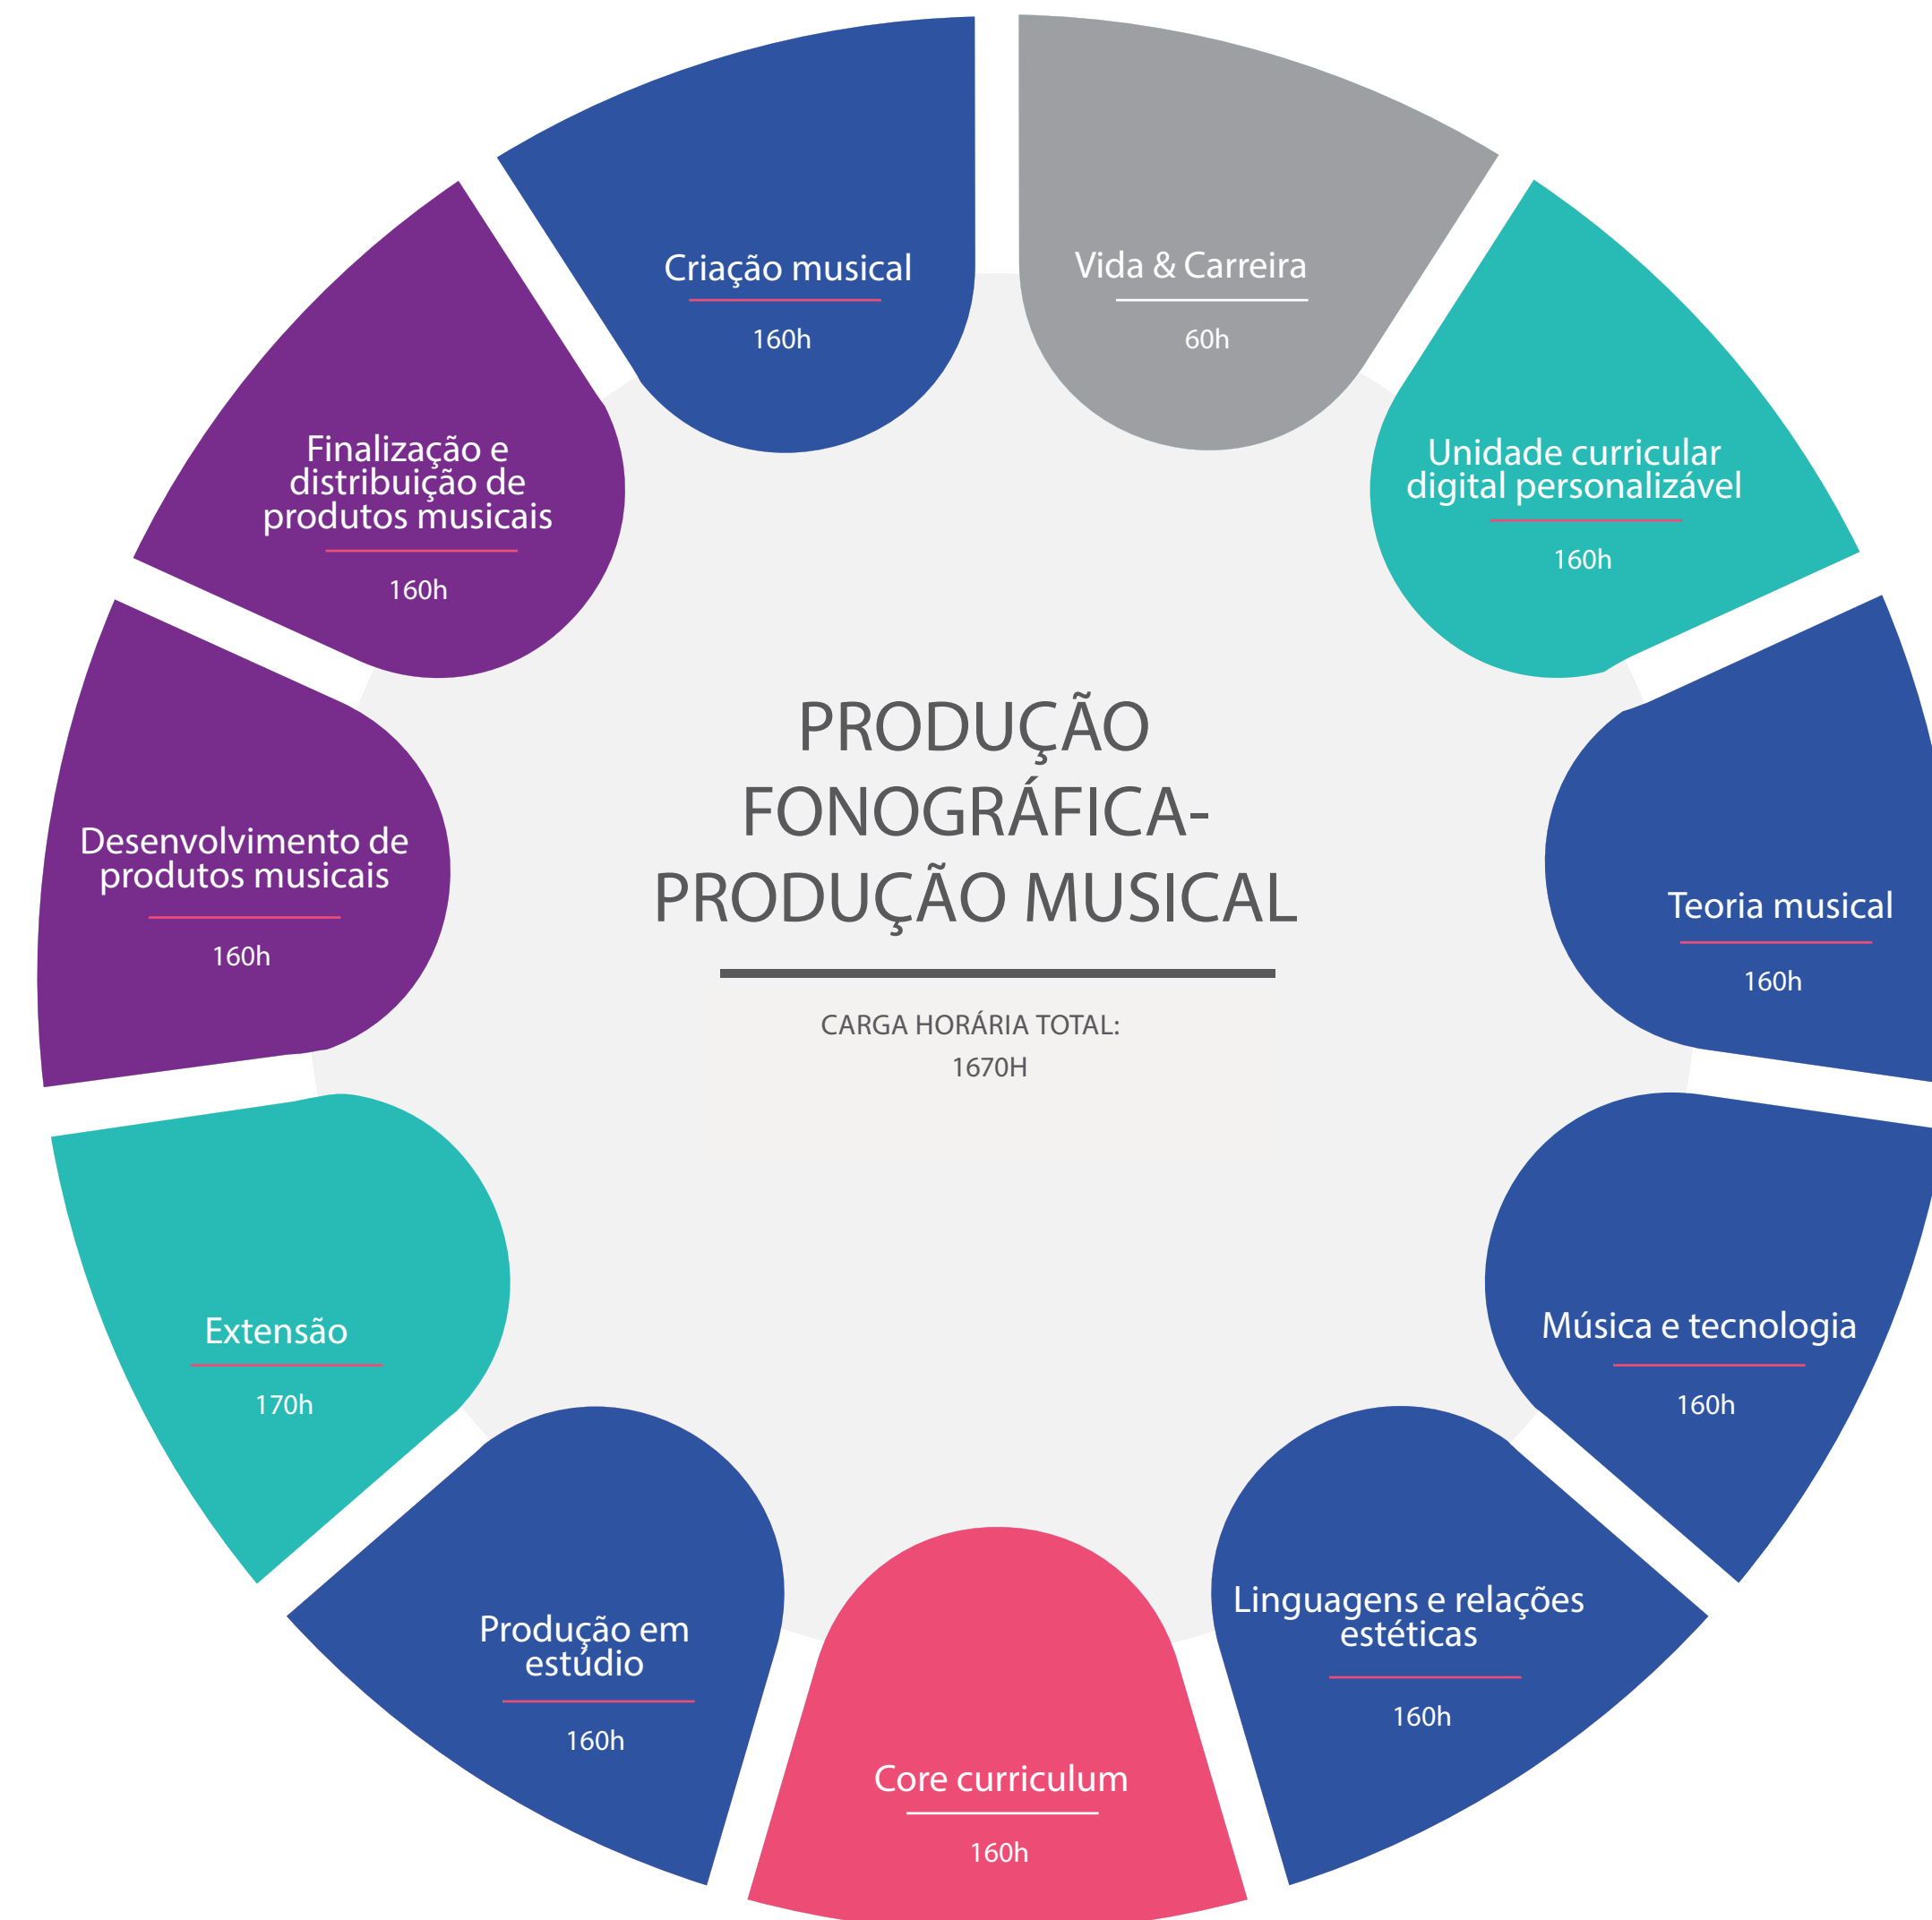 Criação musical
160h
Vida & Carreira
60h
Unidade curricular
digital personalizável
160h
Teoria musical
160h
Música e tecnologia
160h
Linguagens e relações
estéticas
160h
Core curriculum
160h
Produção em
estúdio
160h
Extensão
170h
Desenvolvimento de
produtos musicais
160h
Finalização e
distribuição de
produtos musicais
160h
PRODUÇÃO
FONOGRÁFICA-
PRODUÇÃO MUSICAL
CARGA HORÁRIA TOTAL:
1670H